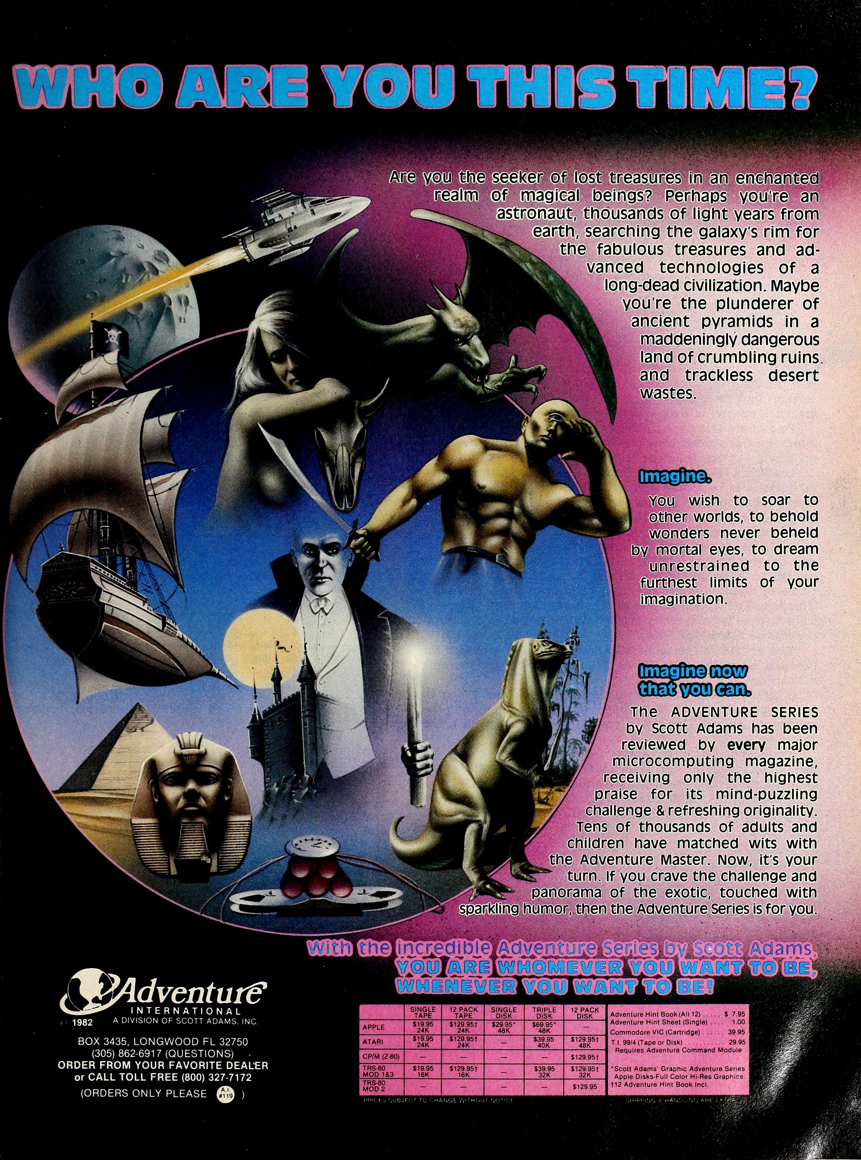 WHO ARE YOU THIS TIME?
Are you the seeker of lost treasures in an enchanted
realm of magical beings? Perhaps you're an
astronaut, thousands of light years from
earth, searching the galaxy's rim for
the fabulous treasures and ad-
vanced technologies of a
long-dead civilization. Maybe
you're the plunderer of
ancient pyramids in a
maddeningly dangerous
land of crumbling ruins
and trackless desert
wastes.
Imagine.
You wish to soar to
other worlds, to behold
wonders never beheld
by mortal eyes, to dream
unrestrained to the
furthest limits of your
imagination.
Imagine now
that you can.
The ADVENTURE SERIES
by Scott Adams has been
reviewed by every major
microcomputing magazine,
receiving only the highest
praise for its mind-puzzling
challenge & refreshing originality.
Tens of thousands of adults and
children have matched wits with
the Adventure Master. Now, it's your
turn. If you crave the challenge and
panorama of the exotic, touched with
sparkling humor, then the Adventure Series is for you.
With the incredible Adventure Series by Scott Adams,
YOU ARE WHOMEVER YOU WANT TO BE,
WHENEVER YOU WANT TO BE!
Adventure
INTERNATIONAL
1982 A DIVISION OF SCOTT ADAMS, INC.
BOX 3435, LONGWOOD FL 32750
(305) 862-6917 (QUESTIONS)
ORDER FROM YOUR FAVORITE DEALER
or CALL TOLL FREE (800) 327-7172
(ORDERS ONLY PLEASE A.I. #119 )
SINGLE TAPE 12 PACK TAPE SINGLE DISK TRIPLE DISK 12 PACK DISK
APPLE $19.95 24K $129.95† 24K $29.95* 48K $69.95* 48K —
ATARI $19.95 24K $129.95† 24K — $39.95 40K $129.95† 48K
CP/M (Z-80) — — — — $129.95†
TRS-80 MOD 1&3 $19.95 16K $129.95† 16K — $39.95 32K $129.95† 32K
TRS-80 MOD 2 — — — — $129.95
Adventure Hint Book (All 12) ..... $ 7.95
Adventure Hint Sheet (Single) .... 1.00
Commodore VIC (Cartridge) ..... 39.95
T.I. 99/4 (Tape or Disk) .......... 29.95
Requires Adventure Command Module
*Scott Adams' Graphic Adventure Series
Apple Disks-Full Color Hi-Res Graphics.
†12 Adventure Hint Book Incl.
PRICES SUBJECT TO CHANGE WITHOUT NOTICE
SHIPPING & HANDLING ARE EXTRA